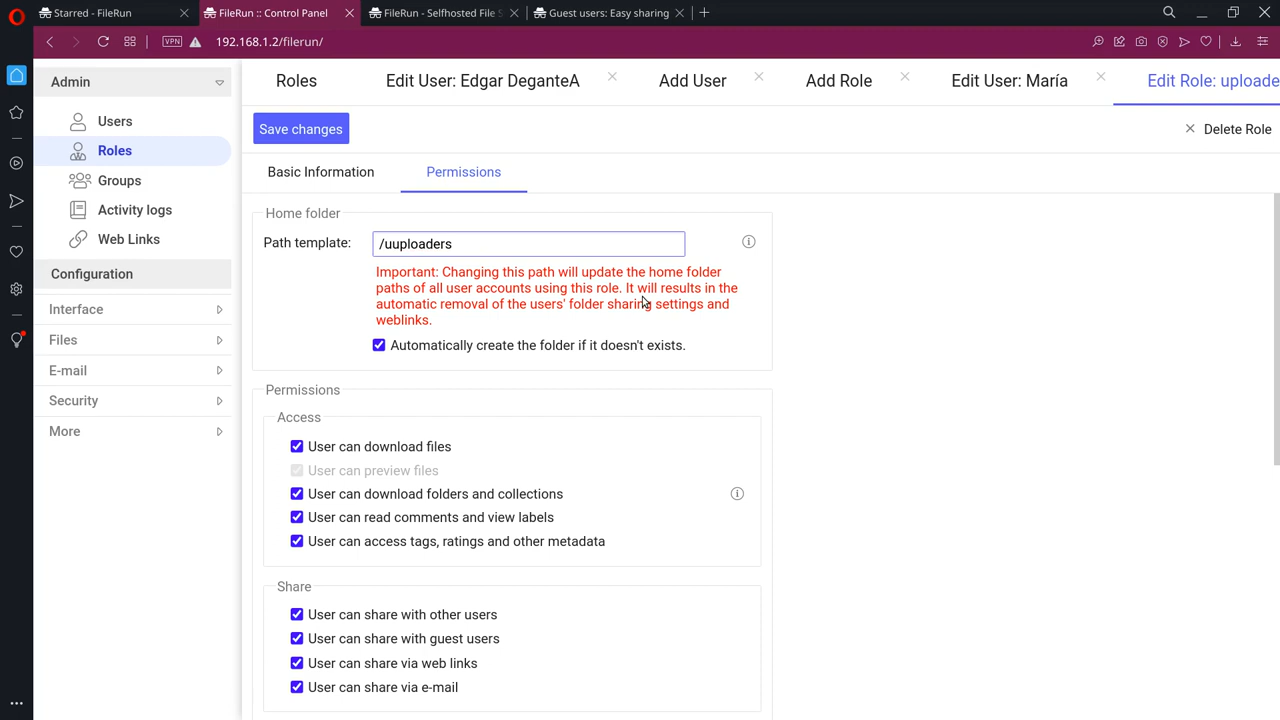 Starred - FileRun
FileRun :: Control Panel
FileRun - Selfhosted File S
Guest users: Easy sharing
VPN
192.168.1.2/filerun/
Admin
Users
Roles
Groups
Activity logs
Web Links
Configuration
Interface
Files
E-mail
Security
More
Roles
Edit User: Edgar DeganteA
Add User
Add Role
Edit User: María
Edit Role: uploade
Save changes
Delete Role
Basic Information
Permissions
Home folder
Path template:
/uuploaders
Important: Changing this path will update the home folder
paths of all user accounts using this role. It will results in the
automatic removal of the users' folder sharing settings and
weblinks.
Automatically create the folder if it doesn't exists.
Permissions
Access
User can download files
User can preview files
User can download folders and collections
User can read comments and view labels
User can access tags, ratings and other metadata
Share
User can share with other users
User can share with guest users
User can share via web links
User can share via e-mail